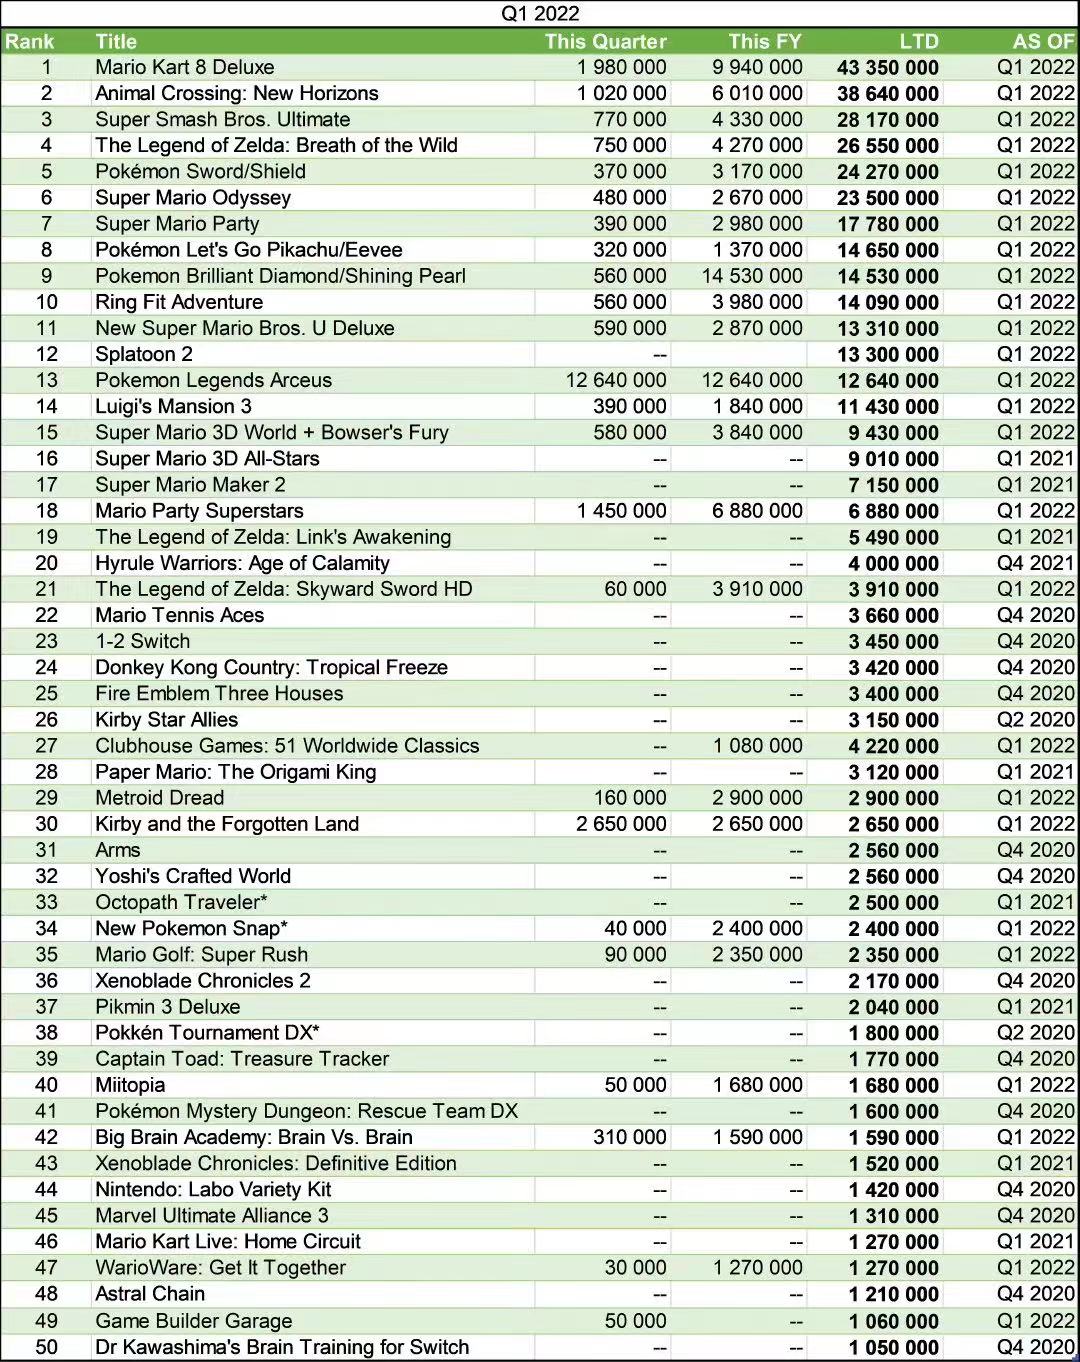 Q1 2022
Rank Title This Quarter This FY LTD AS OF
1 Mario Kart 8 Deluxe 1 980 000 9 940 000 43 350 000 Q1 2022
2 Animal Crossing: New Horizons 1 020 000 6 010 000 38 640 000 Q1 2022
3 Super Smash Bros. Ultimate 770 000 4 330 000 28 170 000 Q1 2022
4 The Legend of Zelda: Breath of the Wild 750 000 4 270 000 26 550 000 Q1 2022
5 Pokémon Sword/Shield 370 000 3 170 000 24 270 000 Q1 2022
6 Super Mario Odyssey 480 000 2 670 000 23 500 000 Q1 2022
7 Super Mario Party 390 000 2 980 000 17 780 000 Q1 2022
8 Pokémon Let's Go Pikachu/Eevee 320 000 1 370 000 14 650 000 Q1 2022
9 Pokemon Brilliant Diamond/Shining Pearl 560 000 14 530 000 14 530 000 Q1 2022
10 Ring Fit Adventure 560 000 3 980 000 14 090 000 Q1 2022
11 New Super Mario Bros. U Deluxe 590 000 2 870 000 13 310 000 Q1 2022
12 Splatoon 2 -- 13 300 000 Q1 2022
13 Pokemon Legends Arceus 12 640 000 12 640 000 12 640 000 Q1 2022
14 Luigi's Mansion 3 390 000 1 840 000 11 430 000 Q1 2022
15 Super Mario 3D World + Bowser's Fury 580 000 3 840 000 9 430 000 Q1 2022
16 Super Mario 3D All-Stars -- -- 9 010 000 Q1 2021
17 Super Mario Maker 2 -- -- 7 150 000 Q1 2021
18 Mario Party Superstars 1 450 000 6 880 000 6 880 000 Q1 2022
19 The Legend of Zelda: Link's Awakening -- -- 5 490 000 Q1 2021
20 Hyrule Warriors: Age of Calamity -- -- 4 000 000 Q4 2021
21 The Legend of Zelda: Skyward Sword HD 60 000 3 910 000 3 910 000 Q1 2022
22 Mario Tennis Aces -- -- 3 660 000 Q4 2020
23 1-2 Switch -- -- 3 450 000 Q4 2020
24 Donkey Kong Country: Tropical Freeze -- -- 3 420 000 Q4 2020
25 Fire Emblem Three Houses -- -- 3 400 000 Q4 2020
26 Kirby Star Allies -- -- 3 150 000 Q2 2020
27 Clubhouse Games: 51 Worldwide Classics -- 1 080 000 4 220 000 Q1 2022
28 Paper Mario: The Origami King -- -- 3 120 000 Q1 2021
29 Metroid Dread 160 000 2 900 000 2 900 000 Q1 2022
30 Kirby and the Forgotten Land 2 650 000 2 650 000 2 650 000 Q1 2022
31 Arms -- -- 2 560 000 Q4 2020
32 Yoshi's Crafted World -- -- 2 560 000 Q4 2020
33 Octopath Traveler* -- -- 2 500 000 Q1 2021
34 New Pokemon Snap* 40 000 2 400 000 2 400 000 Q1 2022
35 Mario Golf: Super Rush 90 000 2 350 000 2 350 000 Q1 2022
36 Xenoblade Chronicles 2 -- -- 2 170 000 Q4 2020
37 Pikmin 3 Deluxe -- -- 2 040 000 Q1 2021
38 Pokkén Tournament DX* -- -- 1 800 000 Q2 2020
39 Captain Toad: Treasure Tracker -- -- 1 770 000 Q4 2020
40 Miitopia 50 000 1 680 000 1 680 000 Q1 2022
41 Pokémon Mystery Dungeon: Rescue Team DX -- -- 1 600 000 Q4 2020
42 Big Brain Academy: Brain Vs. Brain 310 000 1 590 000 1 590 000 Q1 2022
43 Xenoblade Chronicles: Definitive Edition -- -- 1 520 000 Q1 2021
44 Nintendo: Labo Variety Kit -- -- 1 420 000 Q4 2020
45 Marvel Ultimate Alliance 3 -- -- 1 310 000 Q4 2020
46 Mario Kart Live: Home Circuit -- -- 1 270 000 Q1 2021
47 WarioWare: Get It Together 30 000 1 270 000 1 270 000 Q1 2022
48 Astral Chain -- -- 1 210 000 Q4 2020
49 Game Builder Garage 50 000 -- 1 060 000 Q1 2022
50 Dr Kawashima's Brain Training for Switch -- -- 1 050 000 Q4 2020